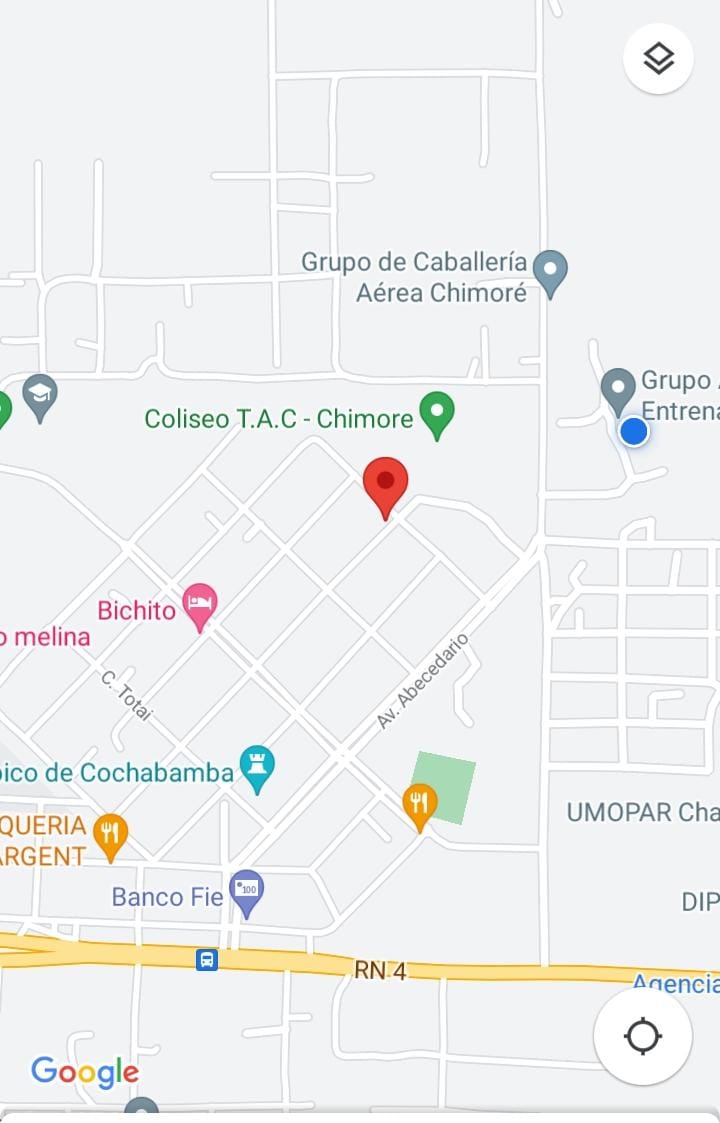 Grupo de Caballería
Aérea Chimoré
Grupo
Entrena
Coliseo T.A.C - Chimore
Bichito
o melina
C. Totai
Av. Abecedario
pico de Cochabamba
QUERIA
ARGENT
UMOPAR Cha
Banco Fie
100
DIP
RN 4
Agencia
Google